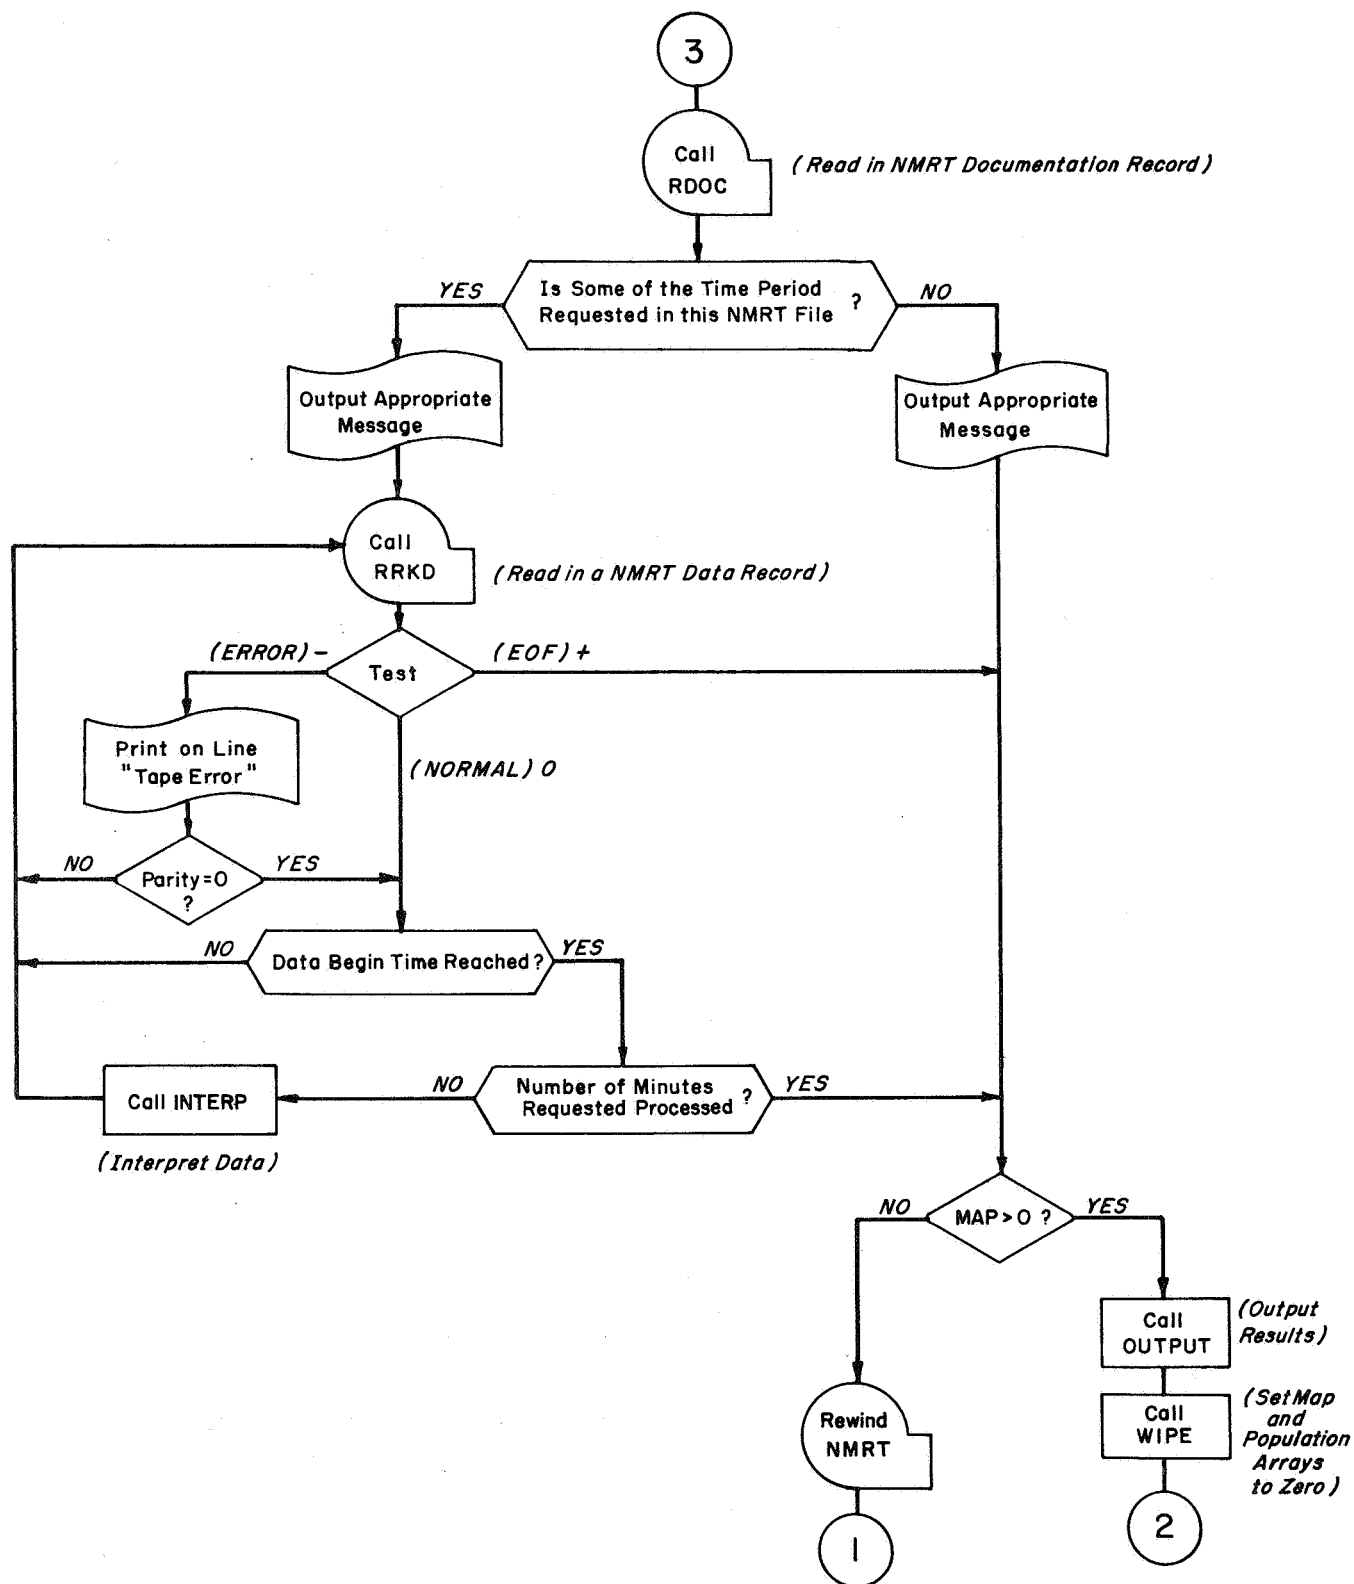 3
Call
RDOC
(Read in NMRT Documentation Record)
YES
Is Some of the Time Period
Requested in this NMRT File ?
NO
Output Appropriate
Message
Output Appropriate
Message
Call
RRKD
(Read in a NMRT Data Record)
(ERROR) -
Test
(EOF) +
Print on Line
"Tape Error"
(NORMAL) 0
NO
Parity=0
?
YES
NO
Data Begin Time Reached?
YES
Call INTERP
(Interpret Data)
NO
Number of Minutes
Requested Processed ?
YES
NO
MAP > 0 ?
YES
Call
OUTPUT
(Output
Results)
Rewind
NMRT
Call
WIPE
(Set Map
and
Population
Arrays
to Zero)
1
2